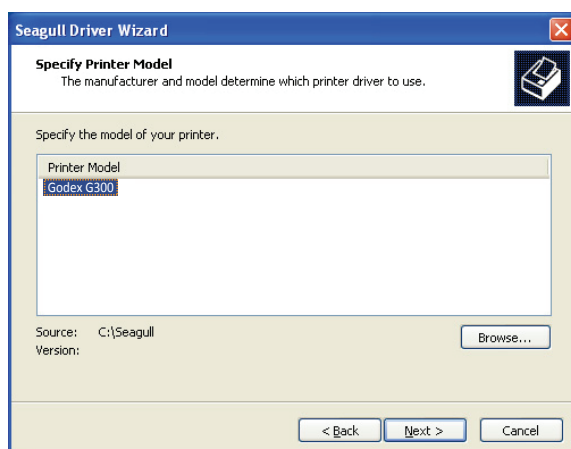 Seagull Driver Wizard
Specify Printer Model
The manufacturer and model determine which printer driver to use.
Specify the model of your printer.
Printer Model
Godex G300
Source: C:\Seagull
Browse...
Version:
< Back Next > Cancel